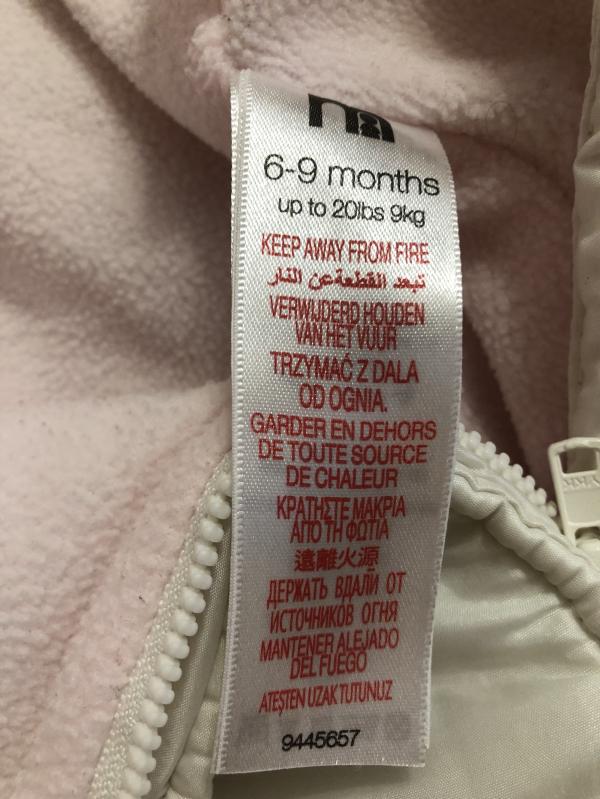 6-9 months
up to 20lbs 9kg
KEEP AWAY FROM FIRE
تبعد القطعة عن النار
VERWIJDERD HOUDEN
VAN HET VUUR
TRZYMAĆ Z DALA
OD OGNIA.
GARDER EN DEHORS
DE TOUTE SOURCE
DE CHALEUR
ΚΡΑΤΗΣΤΕ ΜΑΚΡΙΑ
ΑΠΟ ΤΗ ΦΩΤΙΑ
遠離火源
ДЕРЖАТЬ ВДАЛИ ОТ
ИСТОЧНИКОВ ОГНЯ
MANTENER ALEJADO
DEL FUEGO
ATEŞTEN UZAK TUTUNUZ
9445657